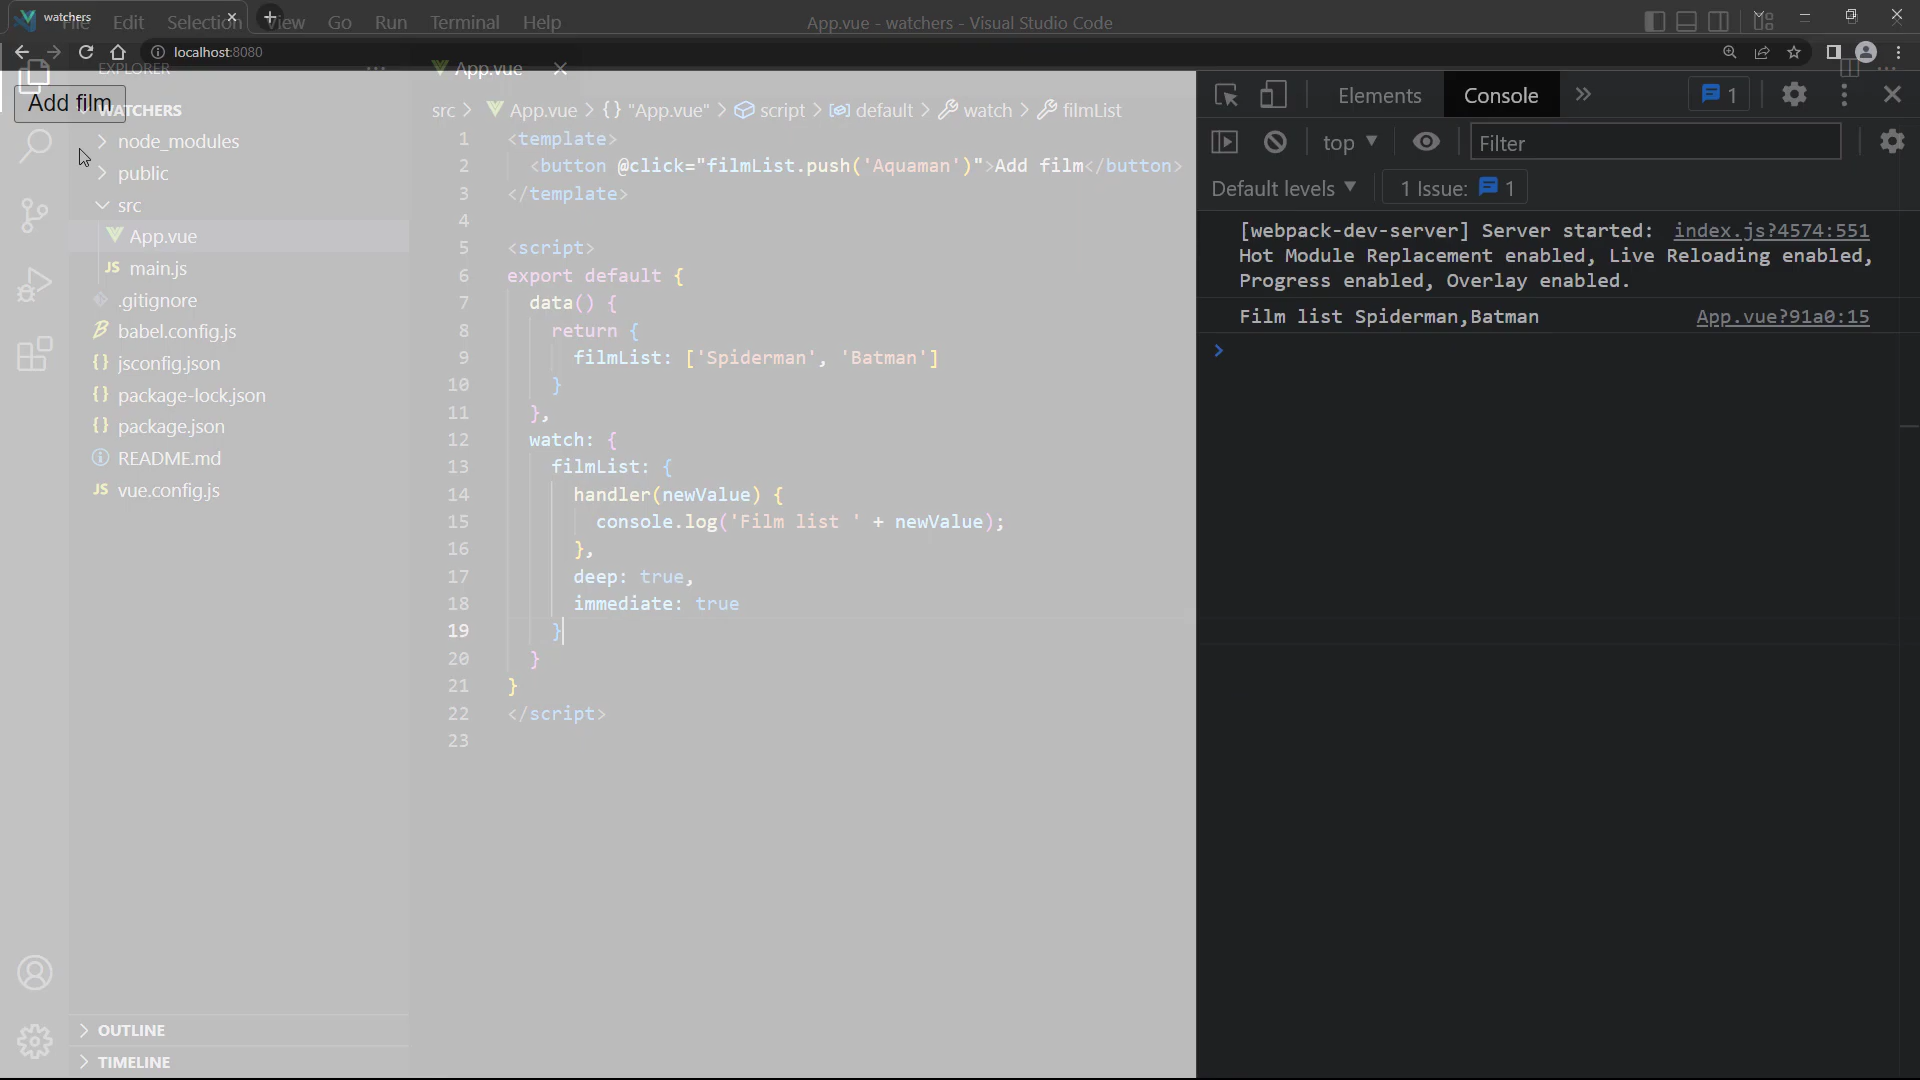 watchers
File Edit Selection View Go Run Terminal Help
App.vue - watchers - Visual Studio Code
localhost:8080
EXPLORER
Add film
WATCHERS
node_modules
public
src
App.vue
main.js
.gitignore
babel.config.js
jsconfig.json
package-lock.json
package.json
README.md
vue.config.js
OUTLINE
TIMELINE
App.vue
src > App.vue > {} "App.vue" > script > default > watch > filmList
1 <template>
2 <button @click="filmList.push('Aquaman')">Add film</button>
3 </template>
4
5 <script>
6 export default {
7 data() {
8 return {
9 filmList: ['Spiderman', 'Batman']
10 }
11 },
12 watch: {
13 filmList: {
14 handler(newValue) {
15 console.log('Film list ' + newValue);
16 },
17 deep: true,
18 immediate: true
19 }
20 }
21 }
22 </script>
23
Elements Console » 1
top Filter
Default levels 1 Issue: 1
[webpack-dev-server] Server started: index.js?4574:551
Hot Module Replacement enabled, Live Reloading enabled,
Progress enabled, Overlay enabled.
Film list Spiderman,Batman App.vue?91a0:15